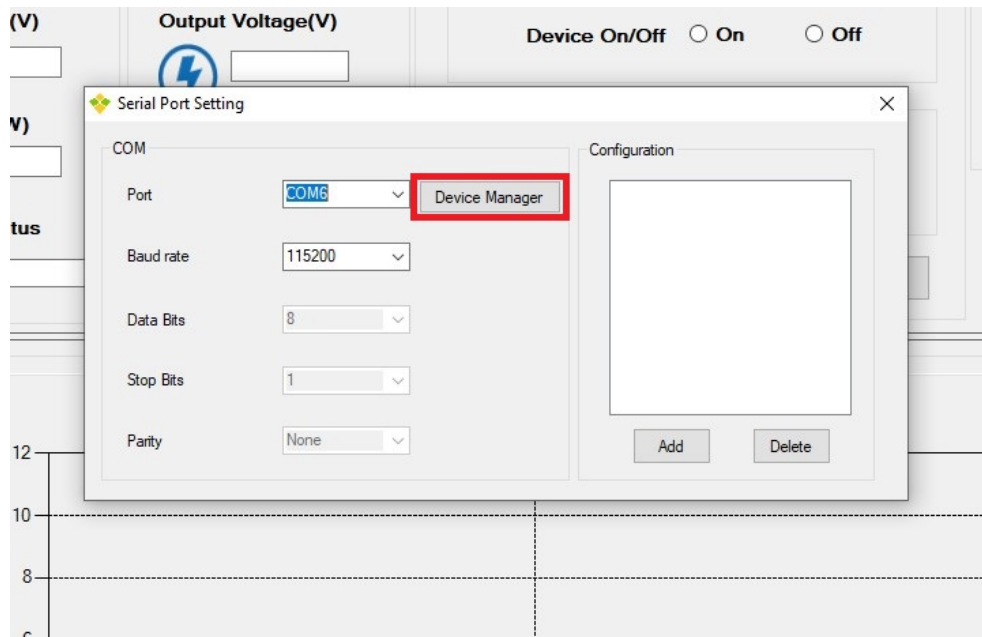 (V)
Output Voltage(V)
Device On/Off On Off
Serial Port Setting
W)
COM
Configuration
Port COM6 Device Manager
tus
Baud rate 115200
Data Bits 8
Stop Bits 1
Parity None
Add Delete
12
10
8